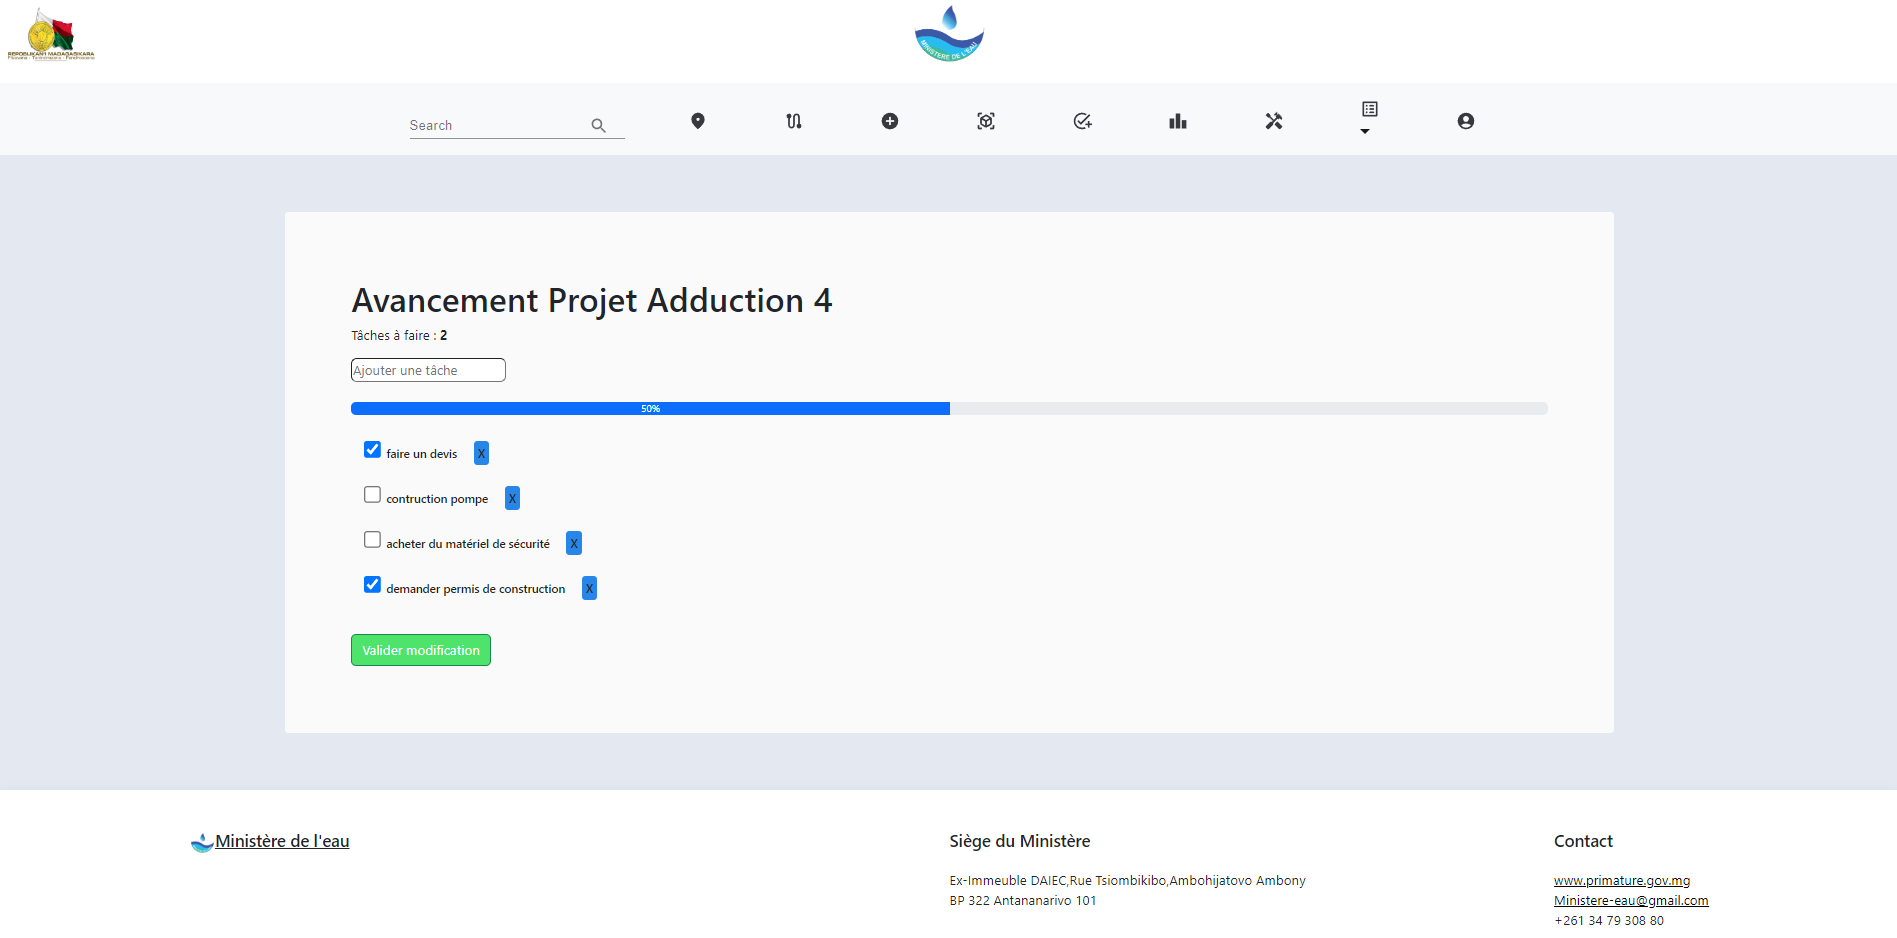 REPOBLIKAN'I MADAGASIKARA
Fitiavana - Tanindrazana - Fandrosoana
MINISTERE DE L'EAU
Search
Avancement Projet Adduction 4
Tâches à faire : 2
Ajouter une tâche
50%
faire un devis X
contruction pompe X
acheter du matériel de sécurité X
demander permis de construction X
Valider modification
Ministère de l'eau
Siège du Ministère
Ex-Immeuble DAIEC,Rue Tsiombikibo,Ambohijatovo Ambony
BP 322 Antananarivo 101
Contact
www.primature.gov.mg
Ministere-eau@gmail.com
+261 34 79 308 80